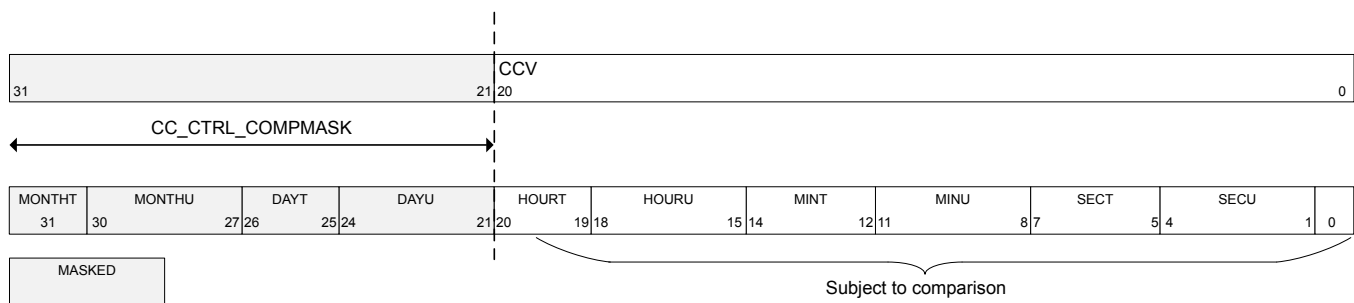 CCV
31 21 20 0
CC_CTRL_COMPMASK
MONTHT MONTHU DAYT DAYU HOURT HOURU MINT MINU SECT SECU
31 30 27 26 25 24 21 20 19 18 15 14 12 11 8 7 5 4 1 0
MASKED
Subject to comparison